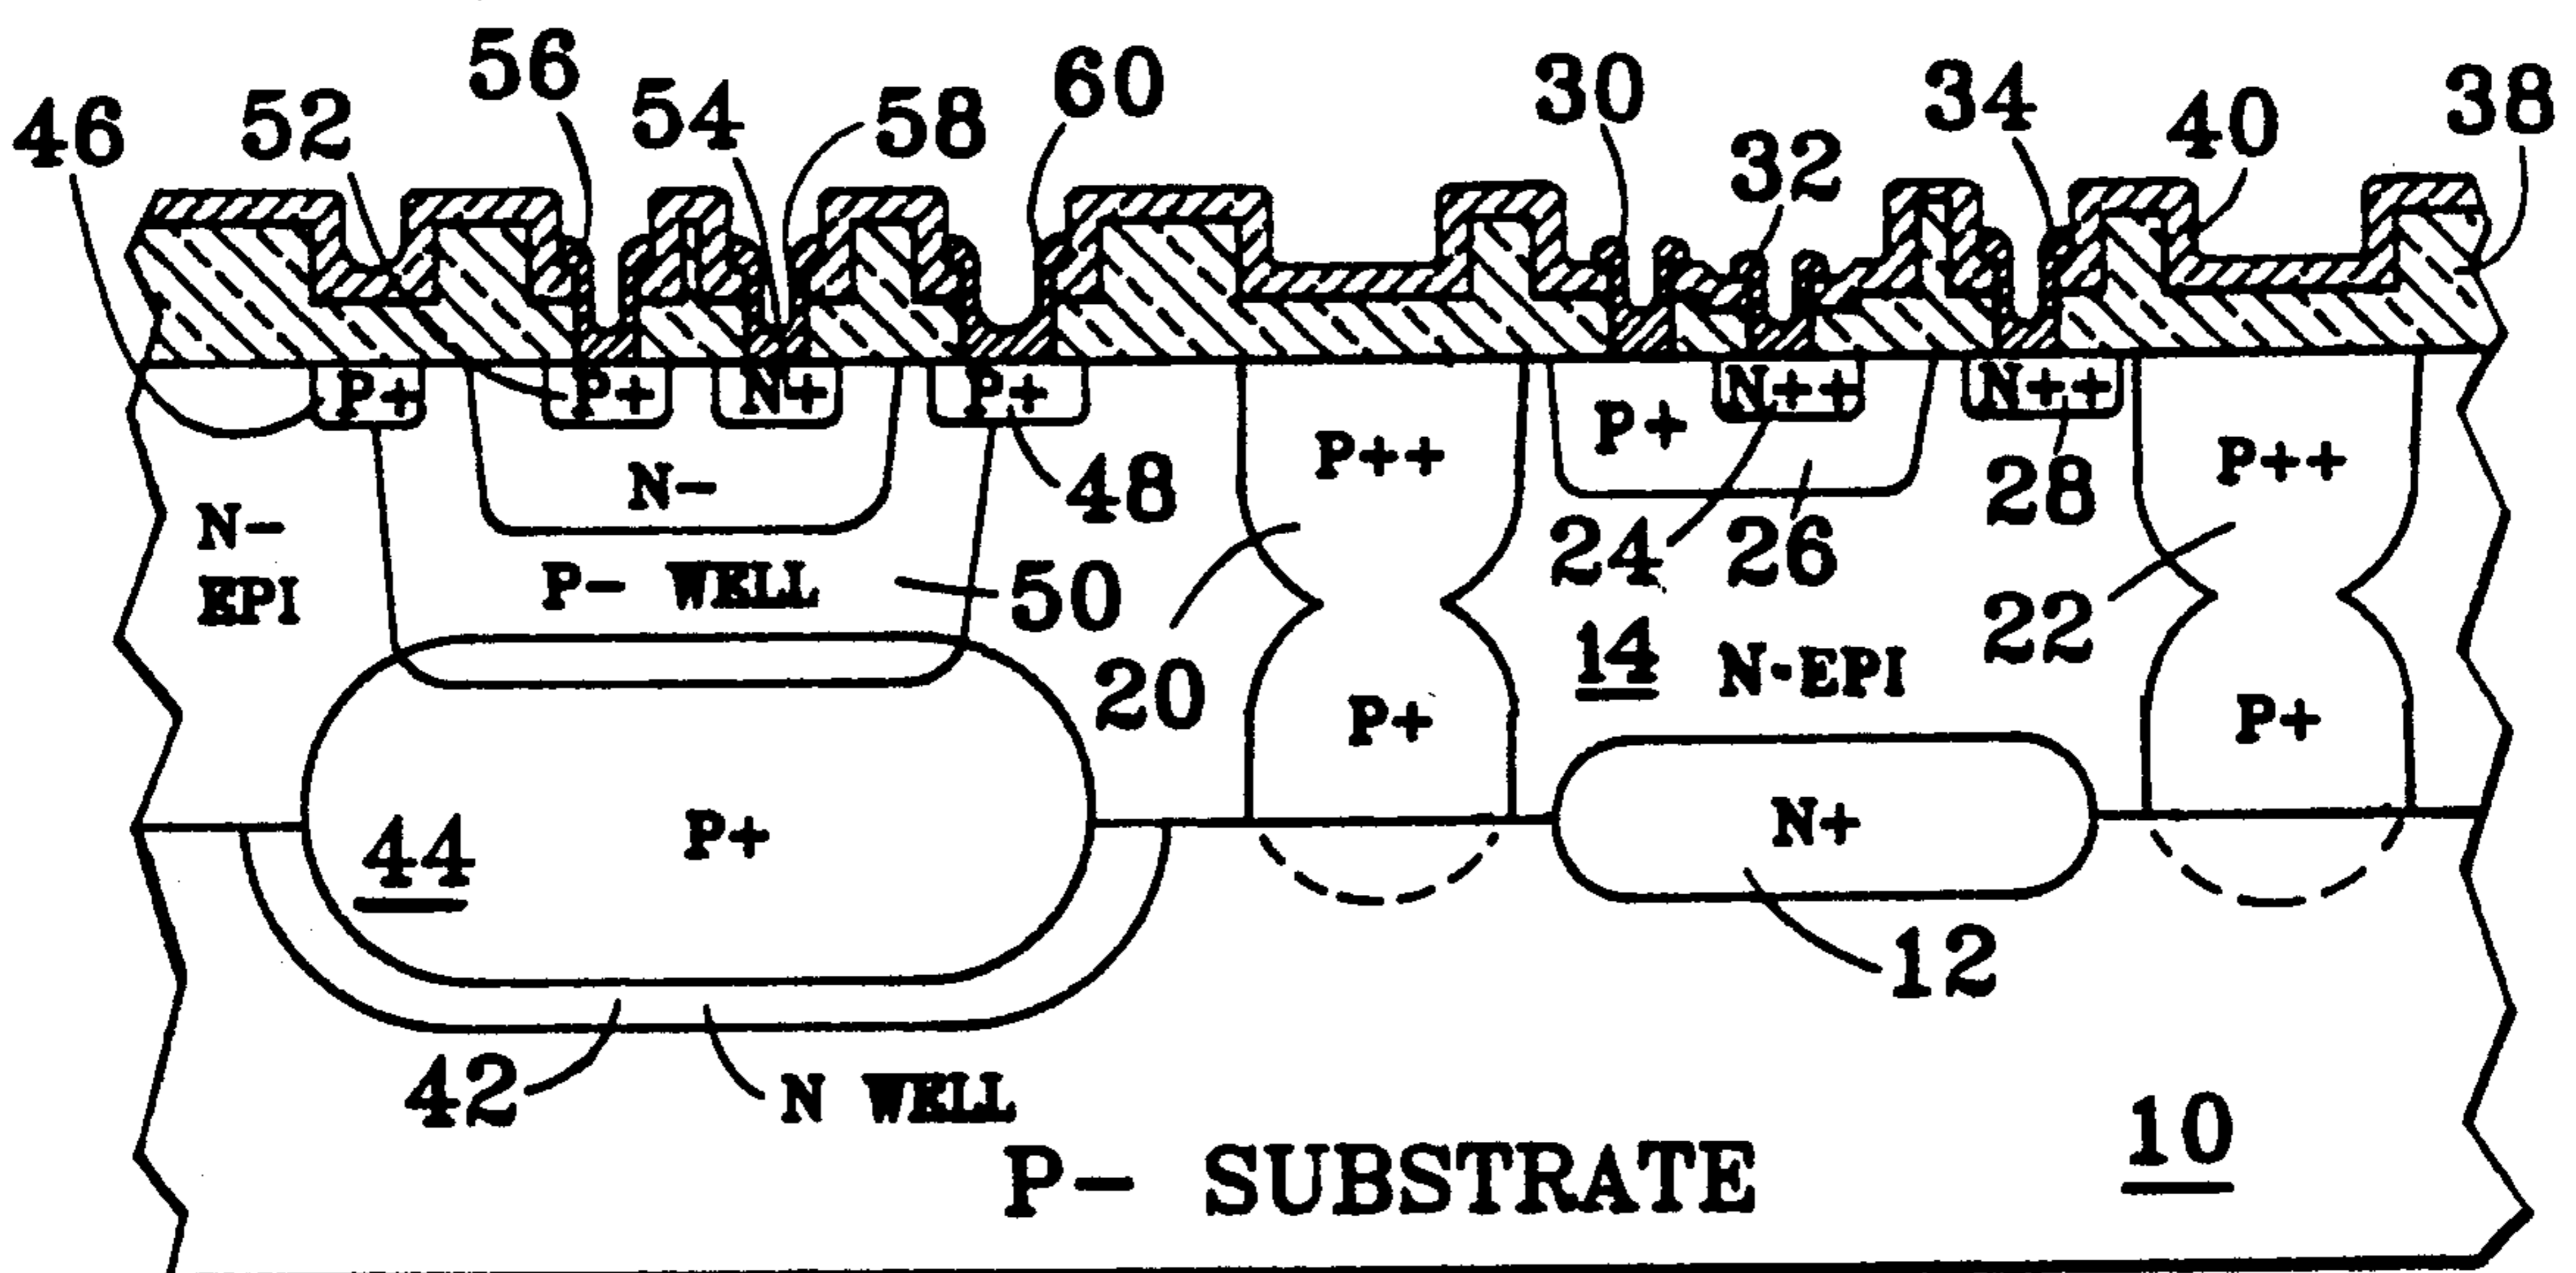 46 52 56 54 58 60 30 32 34 40 38
P+ P+ N+ P+ P+ N++ N++
N- 48 P++ 24 26 28 P++
N-
EPI
P- WELL 50 20 14 N-EPI 22
P+ P+
44 P+ N+
12
42 N WELL
10
P- SUBSTRATE